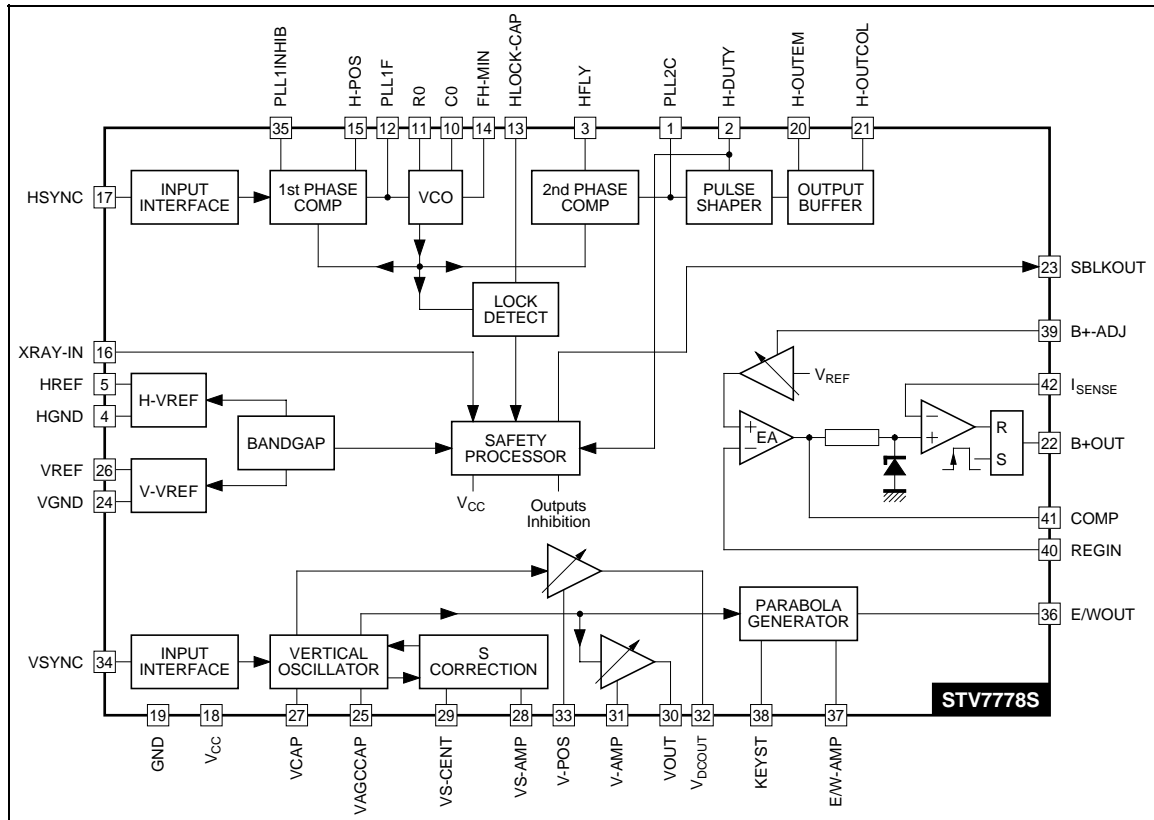 PLL1INHIB
H-POS
PLL1F
R0
C0
FH-MIN
HLOCK-CAP
HFLY
PLL2C
H-DUTY
H-OUTEM
H-OUTCOL
35
15
12
11
10
14
13
3
1
2
20
21
HSYNC
17
INPUT
INTERFACE
1st PHASE
COMP
VCO
2nd PHASE
COMP
PULSE
SHAPER
OUTPUT
BUFFER
LOCK
DETECT
23
SBLKOUT
39
B+-ADJ
VREF
42
ISENSE
XRAY-IN
16
HREF
5
HGND
4
H-VREF
BANDGAP
SAFETY
PROCESSOR
VREF
26
VGND
24
V-VREF
VCC
Outputs
Inhibition
+
EA
−
−
+
R
S
22
B+OUT
41
COMP
40
REGIN
PARABOLA
GENERATOR
36
E/WOUT
VSYNC
34
INPUT
INTERFACE
VERTICAL
OSCILLATOR
S
CORRECTION
STV7778S
19
18
27
25
29
28
33
31
30
32
38
37
GND
VCC
VCAP
VAGCCAP
VS-CENT
VS-AMP
V-POS
V-AMP
VOUT
VDCOUT
KEYST
E/W-AMP